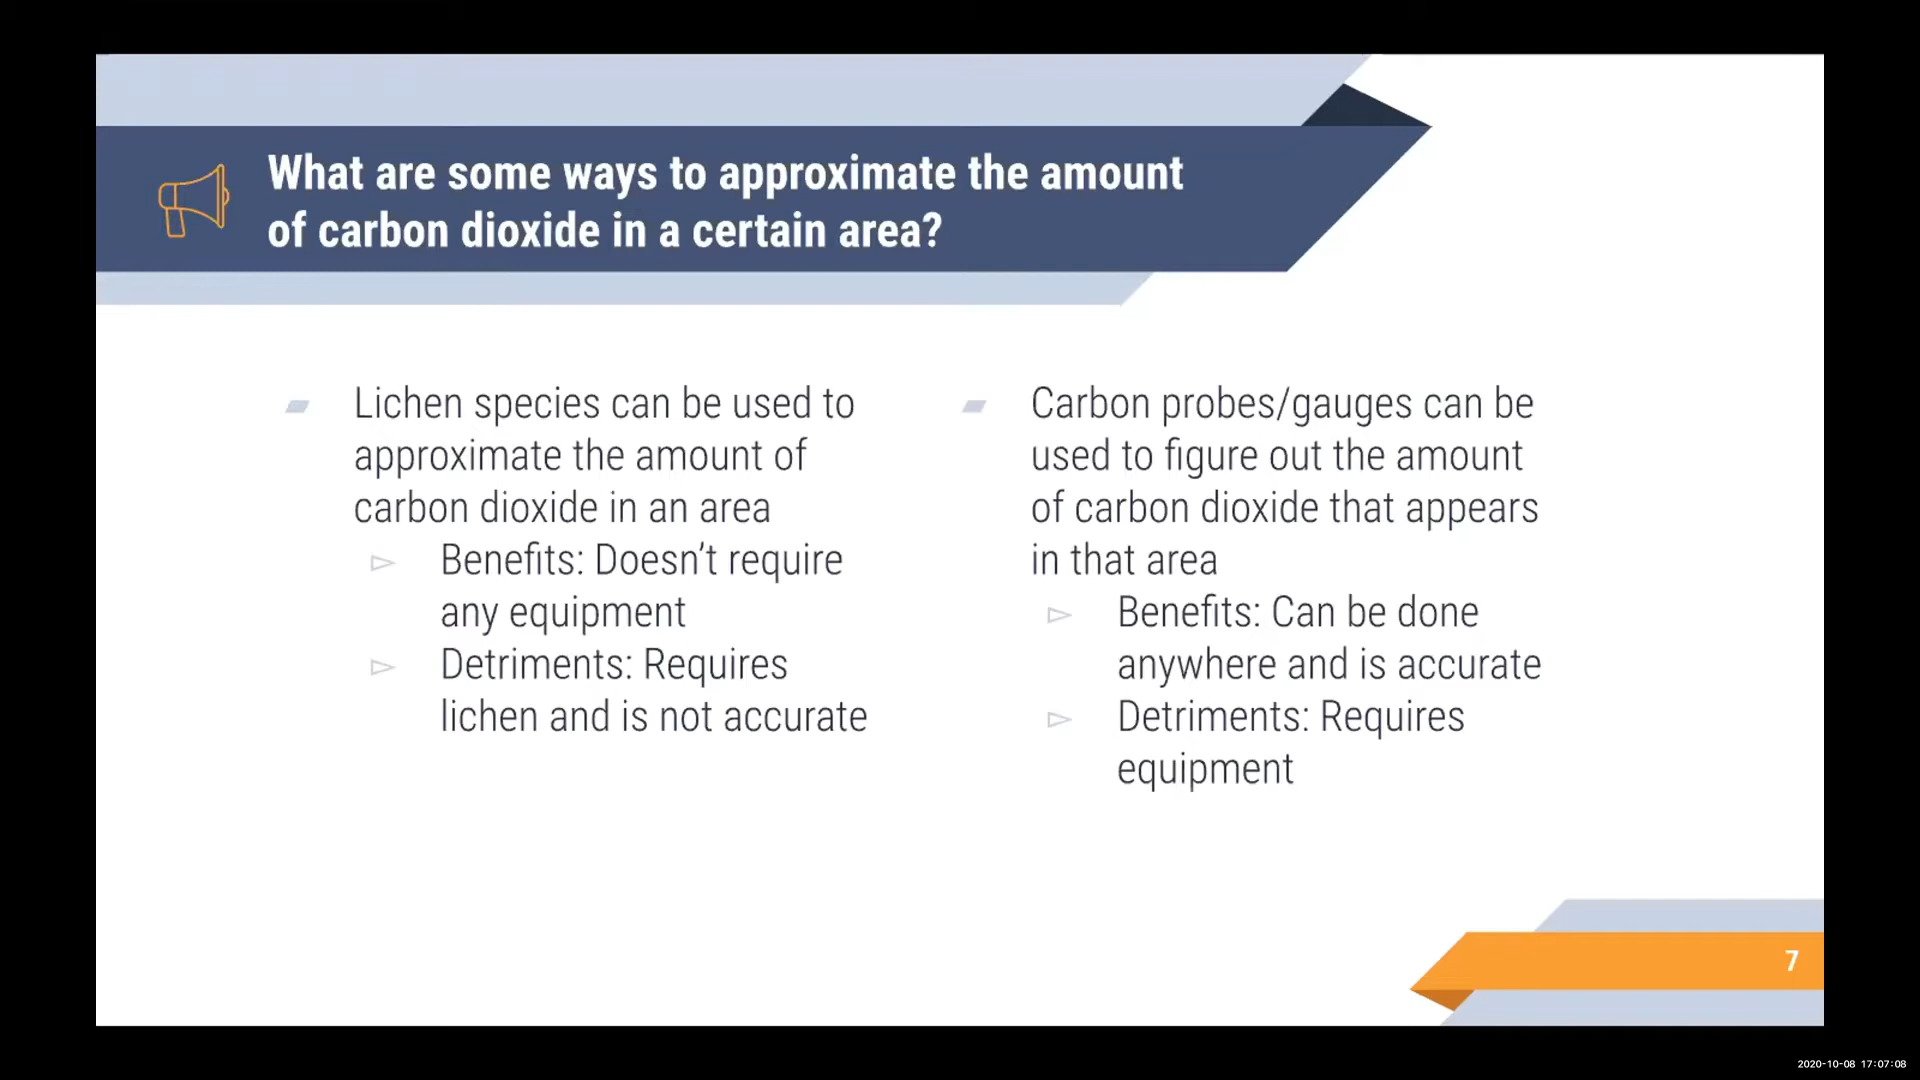 What are some ways to approximate the amount
of carbon dioxide in a certain area?
Lichen species can be used to
approximate the amount of
carbon dioxide in an area
Benefits: Doesn’t require
any equipment
Detriments: Requires
lichen and is not accurate
Carbon probes/gauges can be
used to figure out the amount
of carbon dioxide that appears
in that area
Benefits: Can be done
anywhere and is accurate
Detriments: Requires
equipment
7
2020-10-08 17:07:08